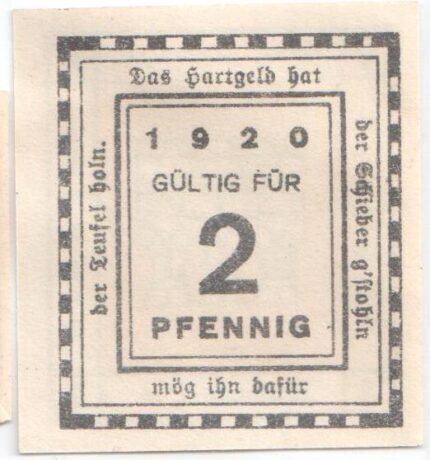 Das Hartgeld hat
der Schieber g'stohln
mög ihn dafür
der Teufel holn.
1920
GÜLTIG FÜR
2
PFENNIG